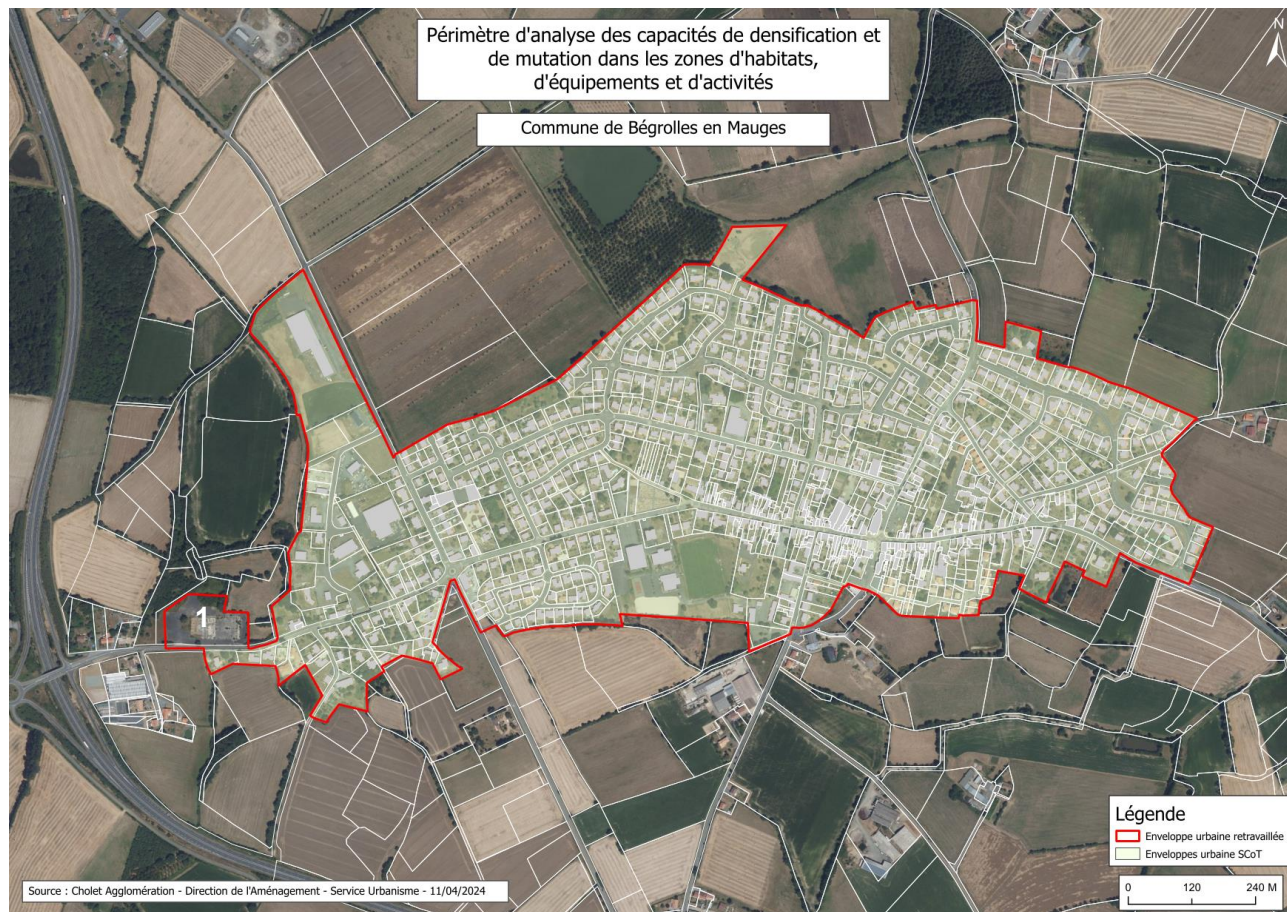 Périmètre d'analyse des capacités de densification et
de mutation dans les zones d'habitats,
d'équipements et d'activités
Commune de Bégrolles en Mauges
N
1
Légende
Enveloppe urbaine retravaillée
Enveloppes urbaine SCoT
Source : Cholet Agglomération - Direction de l'Aménagement - Service Urbanisme - 11/04/2024
0 120 240 M